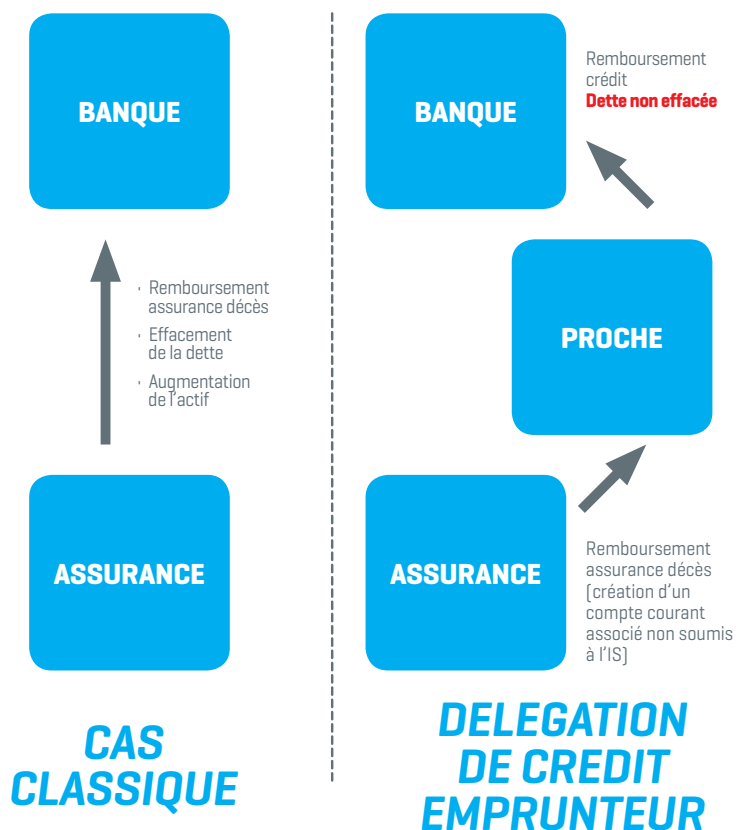 BANQUE
· Remboursement
assurance décès
· Effacement
de la dette
· Augmentation
de l'actif
ASSURANCE
CAS
CLASSIQUE
BANQUE
Remboursement
crédit
Dette non effacée
PROCHE
ASSURANCE
Remboursement
assurance décès
(création d'un
compte courant
associé non soumis
à l'IS)
DELEGATION
DE CREDIT
EMPRUNTEUR